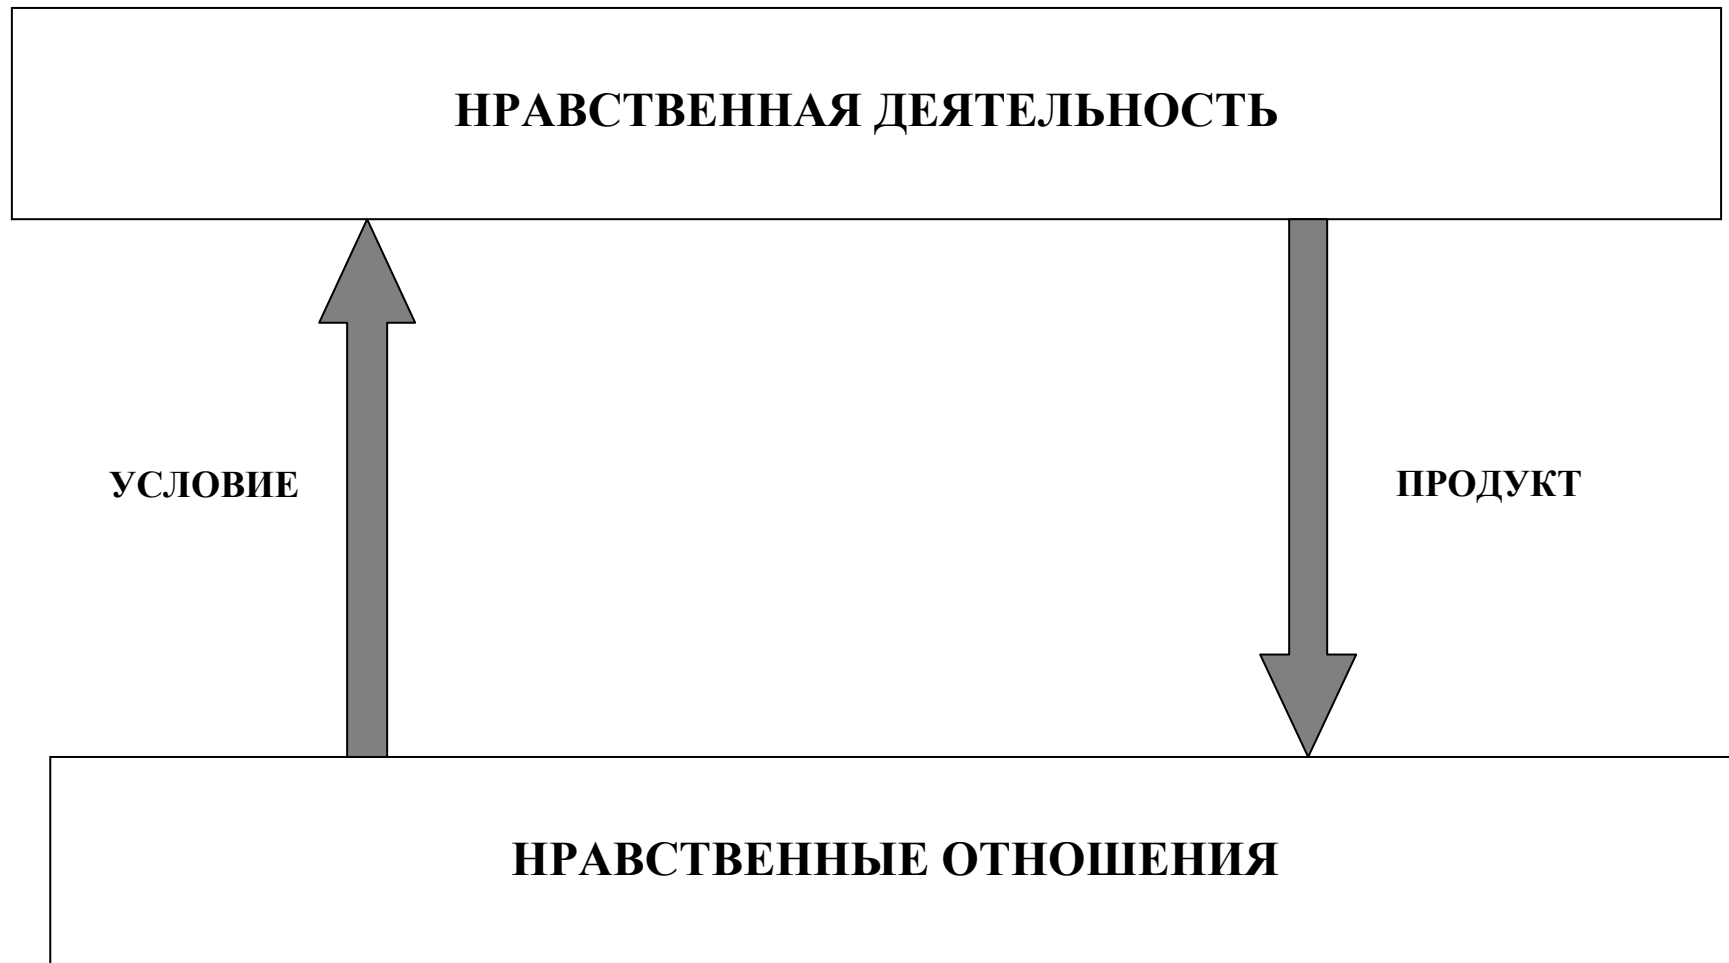 НРАВСТВЕННАЯ ДЕЯТЕЛЬНОСТЬ
УСЛОВИЕ
ПРОДУКТ
НРАВСТВЕННЫЕ ОТНОШЕНИЯ